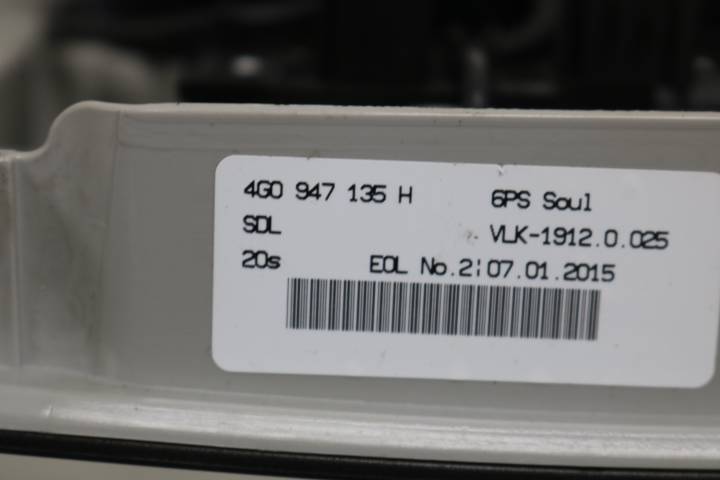 4G0 947 135 H 6PS Soul
SDL VLK-1912.0.025
20s EOL No.2¦07.01.2015